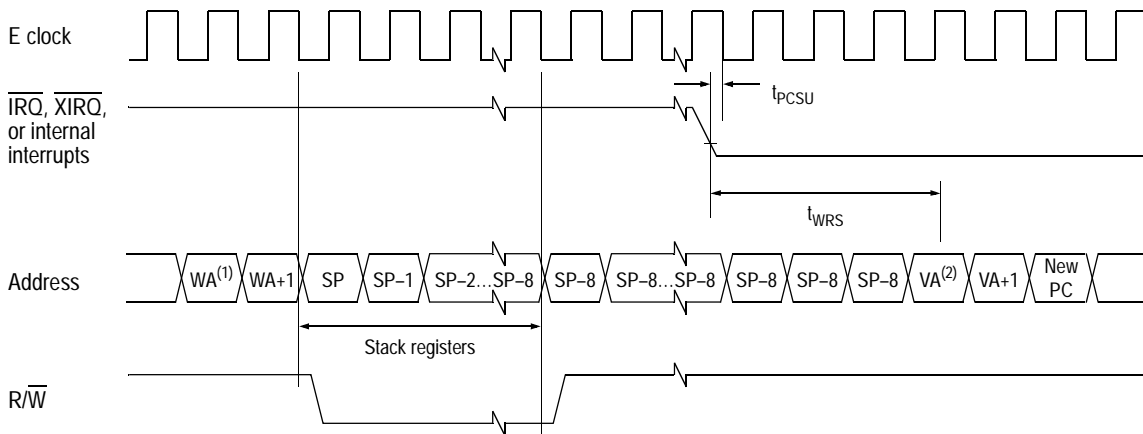 E clock
IRQ, XIRQ,
or internal
interrupts
tPCSU
tWRS
Address
WA(1) WA+1 SP SP–1 SP–2...SP–8 SP–8 SP–8...SP–8 SP–8 SP–8 SP–8 VA(2) VA+1 New PC
Stack registers
R/W